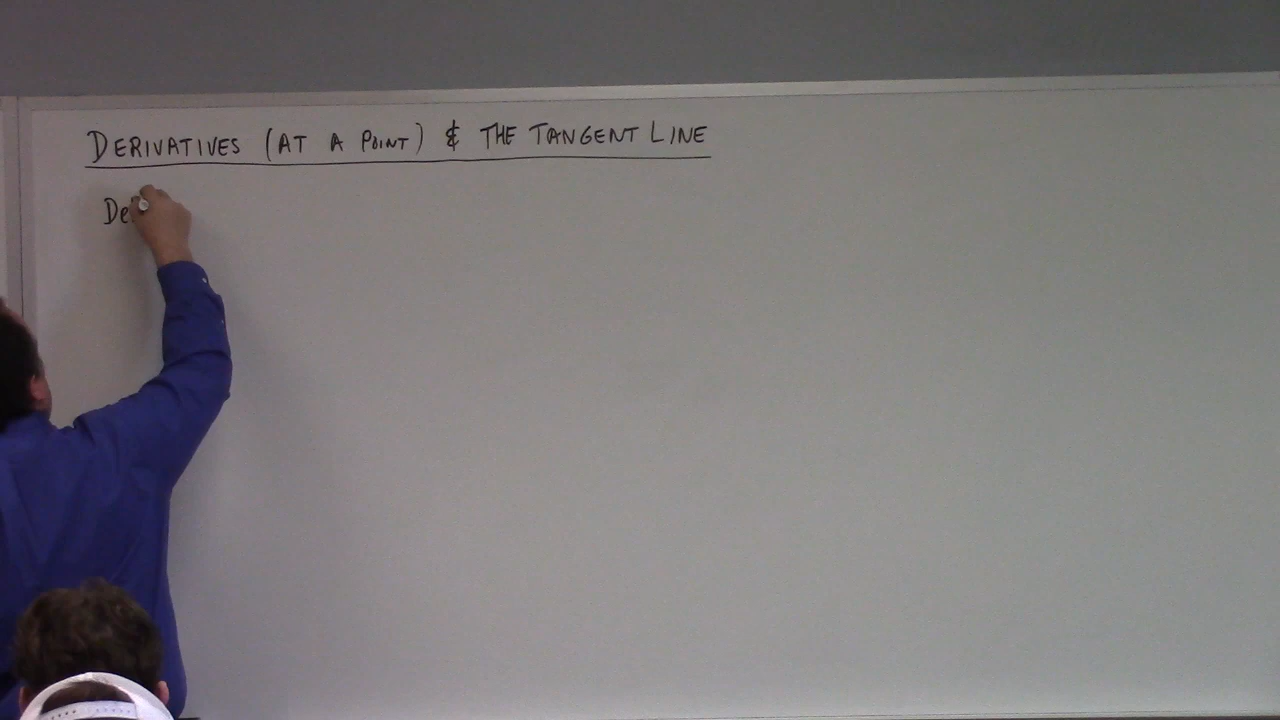 DERIVATIVES (AT A POINT) & THE TANGENT LINE
De